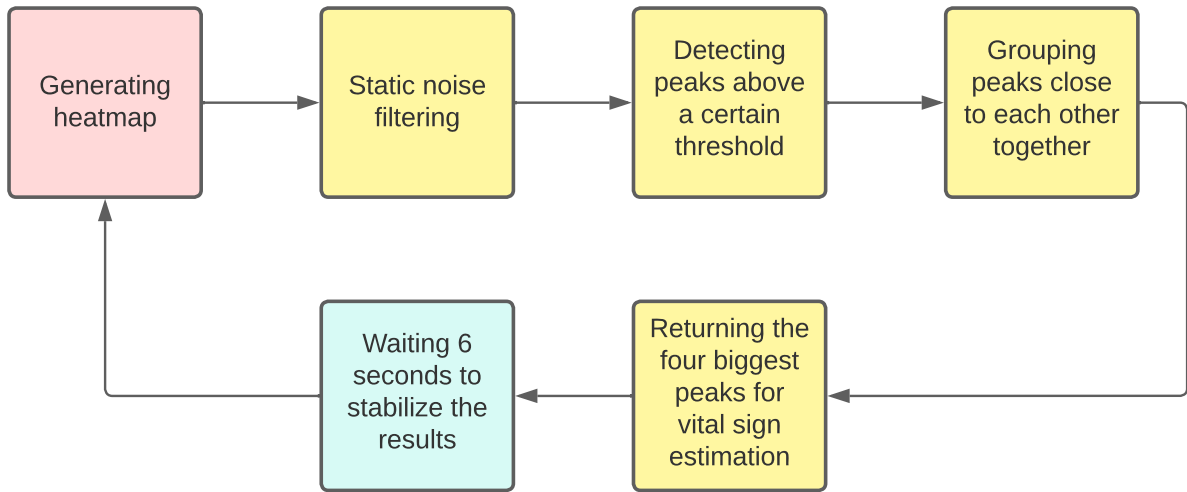 Generating
heatmap
Static noise
filtering
Detecting
peaks above
a certain
threshold
Grouping
peaks close
to each other
together
Returning the
four biggest
peaks for
vital sign
estimation
Waiting 6
seconds to
stabilize the
results